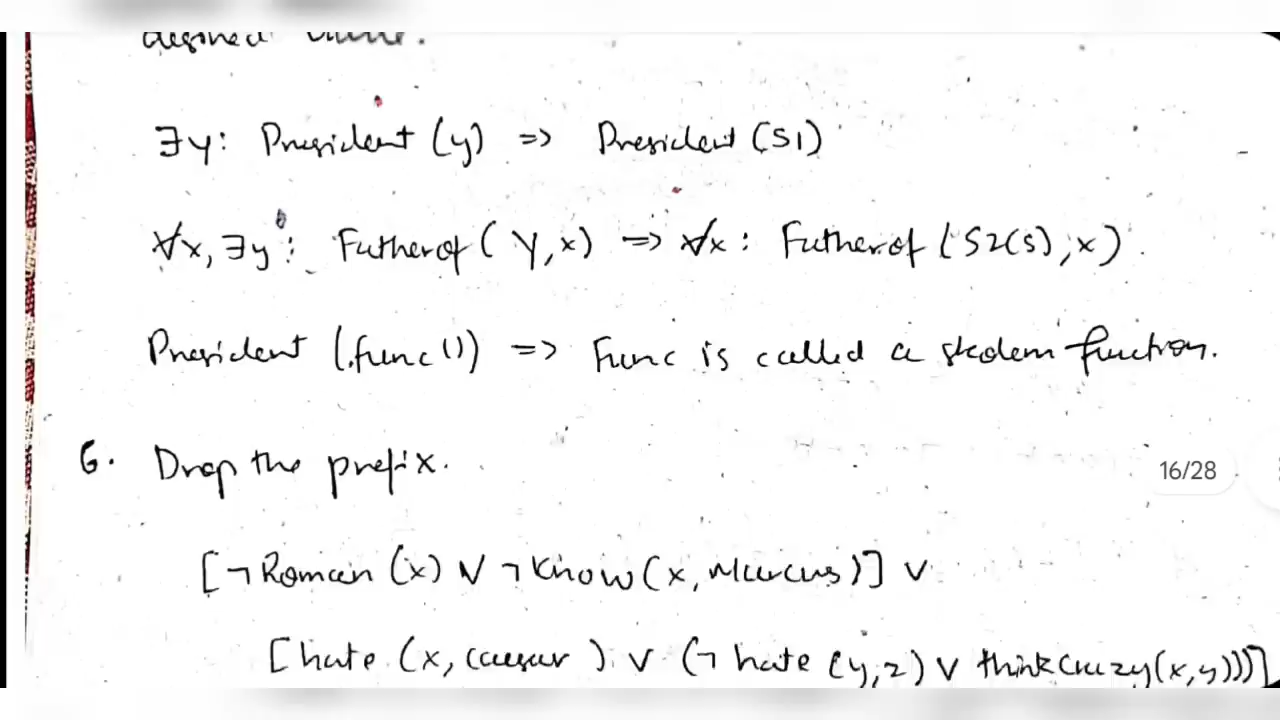 ∃y: President (y) => President (S1)
∀x, ∃y: Fatherof (Y, x) => ∀x: Fatherof (S2(s), x).
President (.func()) => Func is called a skolem function.
6. Drop the prefix.
16/28
[¬Roman (x) ∨ ¬Know (x, Marcus)] ∨
[hate (x, caesar) ∨ (¬ hate (y, z) ∨ thinkcrazy(x,y)))]